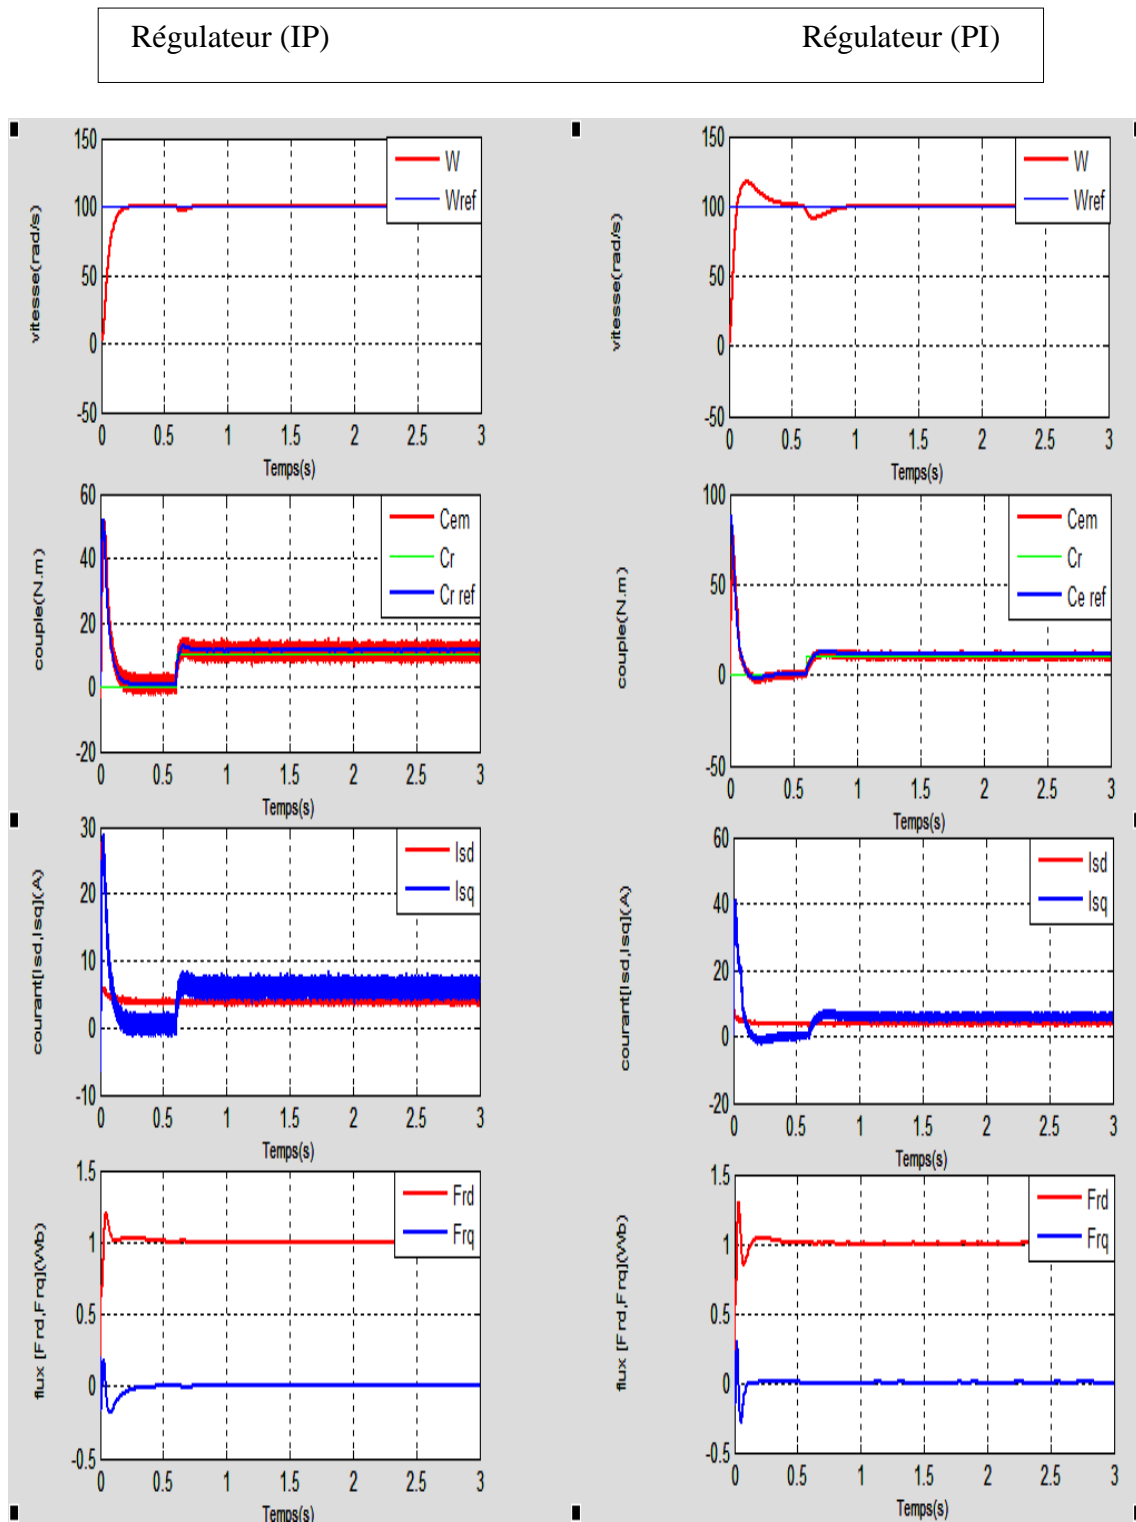 Régulateur (IP) Régulateur (PI)
150
100
50
0
-50
vitesse(rad/s)
W
Wref
0 0.5 1 1.5 2 2.5 3
Temps(s)
150
100
50
0
-50
vitesse(rad/s)
W
Wref
0 0.5 1 1.5 2 2.5 3
Temps(s)
60
40
20
0
-20
couple(N.m)
Cem
Cr
Cr ref
0 0.5 1 1.5 2 2.5 3
Temps(s)
100
50
0
-50
couple(N.m)
Cem
Cr
Ce ref
0 0.5 1 1.5 2 2.5 3
Temps(s)
30
20
10
0
-10
courant[Isd,Isq](A)
Isd
Isq
0 0.5 1 1.5 2 2.5 3
Temps(s)
60
40
20
0
-20
courant[Isd,Isq](A)
Isd
Isq
0 0.5 1 1.5 2 2.5 3
Temps(s)
1.5
1
0.5
0
-0.5
flux [Frd,Frq](Wb)
Frd
Frq
0 0.5 1 1.5 2 2.5 3
Temps(s)
1.5
1
0.5
0
-0.5
flux [Frd,Frq](Wb)
Frd
Frq
0 0.5 1 1.5 2 2.5 3
Temps(s)